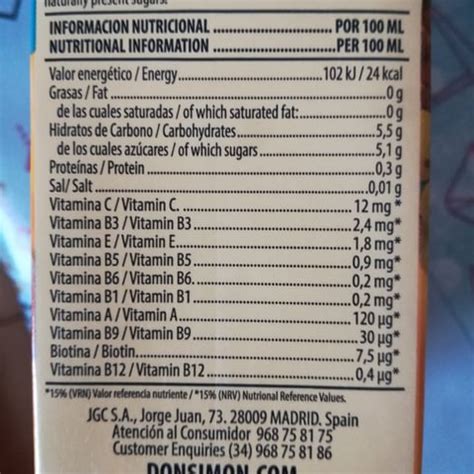 naturally present sugars.
INFORMACION NUTRICIONAL ........ POR 100 ML
NUTRITIONAL INFORMATION ........ PER 100 ML
Valor energético / Energy........ 102 kJ / 24 kcal
Grasas / Fat ........0 g
de las cuales saturadas / of which saturated fat:........0 g
Hidratos de Carbono / Carbohydrates........ 5,5 g
de los cuales azúcares / of which sugars ........ 5,1 g
Proteínas / Protein ........ 0,3 g
Sal/ Salt ........0,01 g
Vitamina C / Vitamin C. ........ 12 mg*
Vitamina B3 / Vitamin B3 ........ 2,4 mg*
Vitamina E / Vitamin E........ 1,8 mg*
Vitamina B5 / Vitamin B5 ........0,9 mg*
Vitamina B6 / Vitamin B6. ........0,2 mg*
Vitamina B1 / Vitamin B1 ........0,2 mg*
Vitamina A / Vitamin A........ 120 µg*
Vitamina B9 / Vitamin B9........ 30 µg*
Biotina / Biotin........ 7,5 µg*
Vitamina B12 / Vitamin B12 ........0,4 µg*
*15% (VRN) Valor referencia nutriente / *15% (NRV) Nutrional Reference Values.
JGC S.A., Jorge Juan, 73. 28009 MADRID. Spain
Atención al Consumidor 968 75 81 75
Customer Enquiries (34) 968 75 81 86
DONSIMON.COM